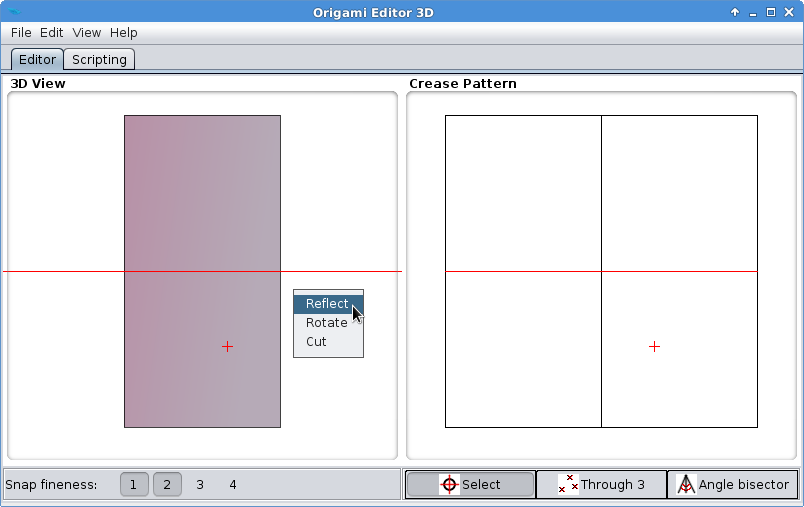 Origami Editor 3D
File Edit View Help
Editor Scripting
3D View Crease Pattern
Reflect
Rotate
Cut
Snap fineness: 1 2 3 4 Select Through 3 Angle bisector